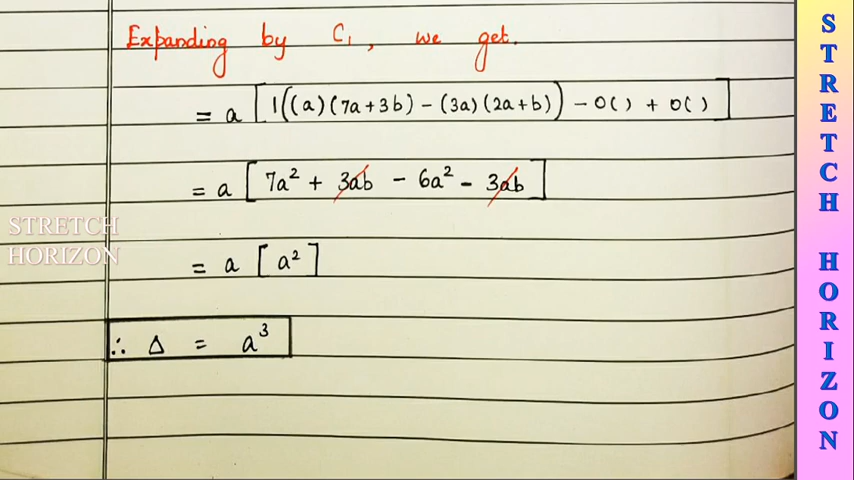 Expanding by C₁, we get.
= a [ 1((a)(7a+3b) - (3a)(2a+b)) - 0( ) + 0( ) ]
= a [ 7a² + 3ab - 6a² - 3ab ]
STRETCH
HORIZON
= a [ a² ]
∴ Δ = a³
STRETCH HORIZON